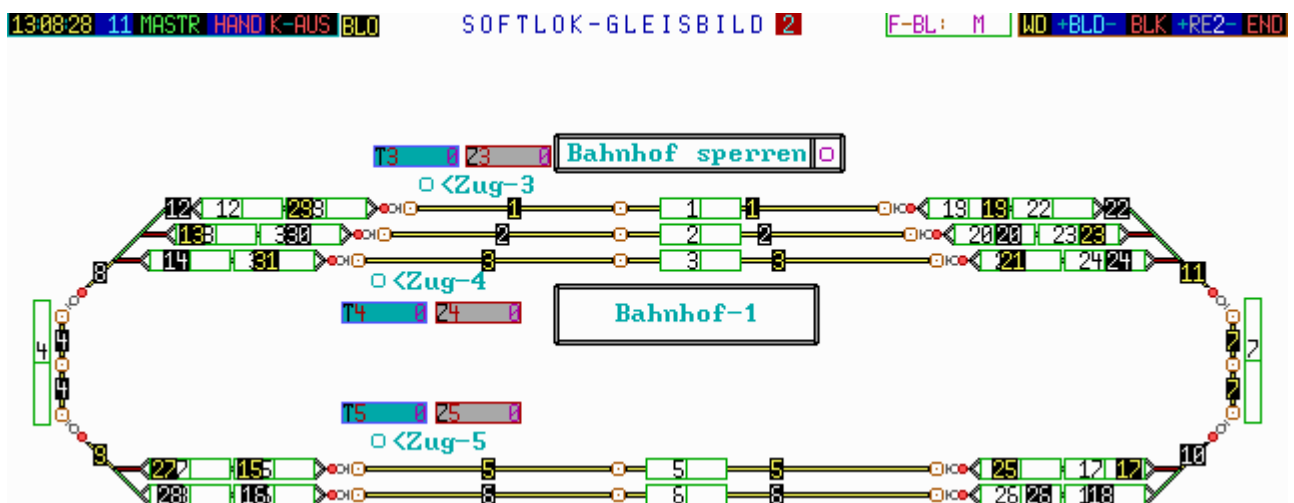 13:08:28 11 MASTR HAND K-AUS BLO SOFTLOK-GLEISBILD 2 F-BL: M WD +BLD- BLK +RE2- END
T3 0 Z3 0 Bahnhof sperren
<Zug-3
12 12 29 1 1 1 19 19 22 22
30 2 2 2 20 20 23 23
14 31 3 3 3 21 24 24
8 <Zug-4 11
T4 0 Z4 0 Bahnhof-1
4 4 7 7
4 7
T5 0 Z5 0
<Zug-5
9 10
27 15 5 5 5 25 17 17
28 16 6 6 6 26 26 18